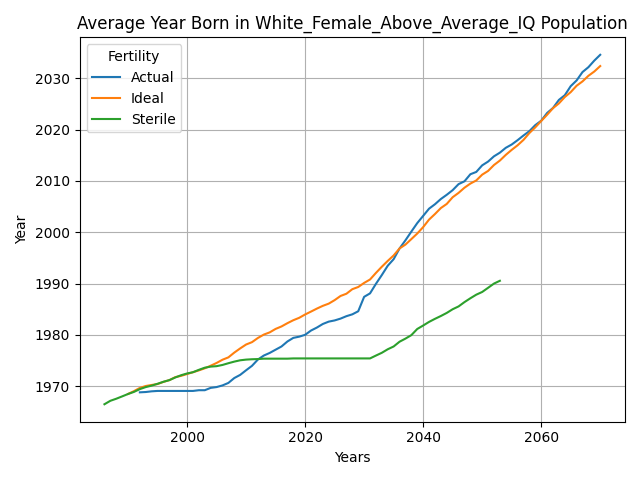 Average Year Born in White_Female_Above_Average_IQ Population
Fertility
Actual
Ideal
Sterile
Year
2030
2020
2010
2000
1990
1980
1970
2000
2020
2040
2060
Years